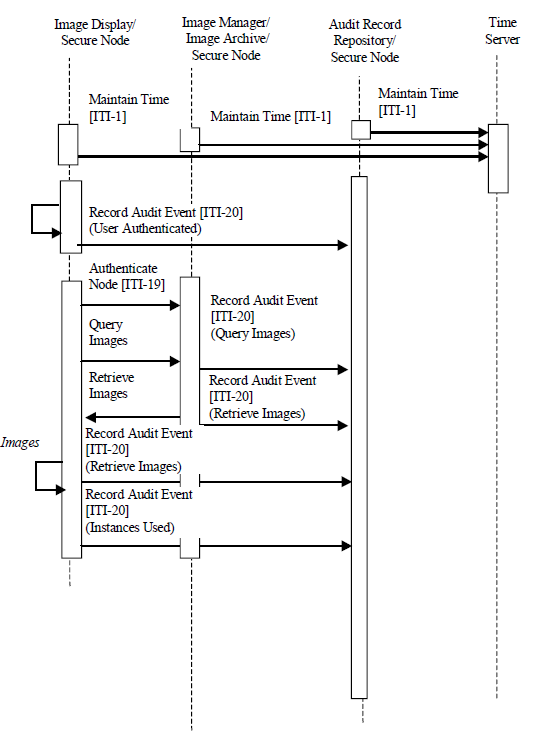 Image Display/
Secure Node
Image Manager/
Image Archive/
Secure Node
Audit Record
Repository/
Secure Node
Time
Server
Maintain Time
[ITI-1]
Maintain Time [ITI-1]
Maintain Time
[ITI-1]
Record Audit Event [ITI-20]
(User Authenticated)
Authenticate
Node [ITI-19]
Record Audit Event
[ITI-20]
(Query Images)
Query
Images
Retrieve
Images
Record Audit Event
[ITI-20]
(Retrieve Images)
Images
Record Audit Event
[ITI-20]
(Retrieve Images)
Record Audit Event
[ITI-20]
(Instances Used)